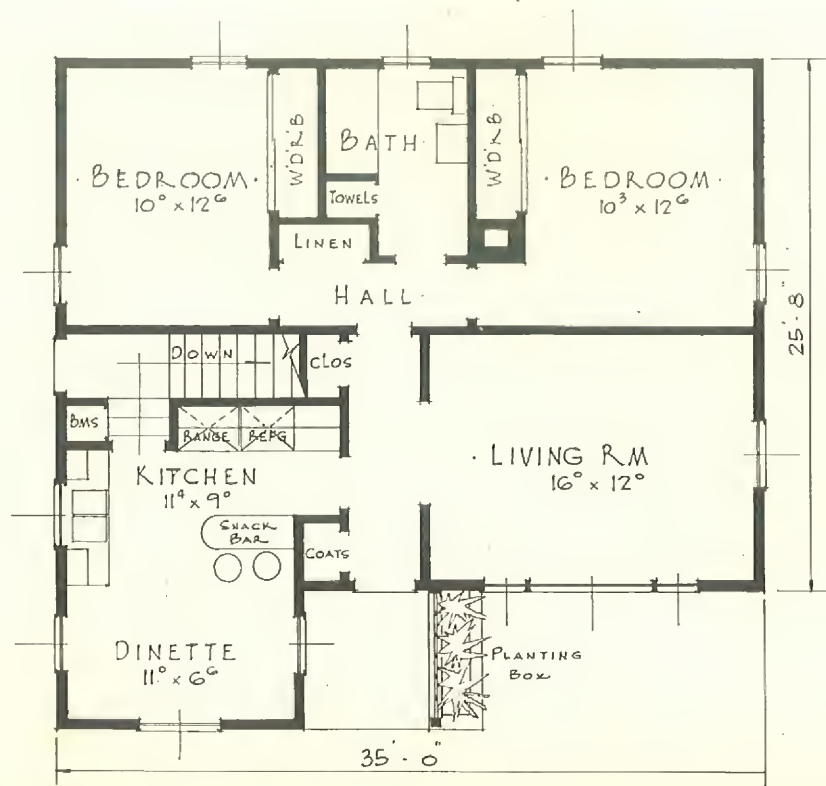 BATH
W'D'R'B
W'D'R'B
BEDROOM
10⁰ x 12⁶
BEDROOM
10³ x 12⁶
TOWELS
LINEN
HALL
25'-8"
DOWN
CLOS
BMS
RANGE
REFG
KITCHEN
11⁴ x 9⁰
LIVING RM
16⁰ x 12⁰
SNACK
BAR
COATS
DINETTE
11⁰ x 6⁶
PLANTING
BOX
35'-0"